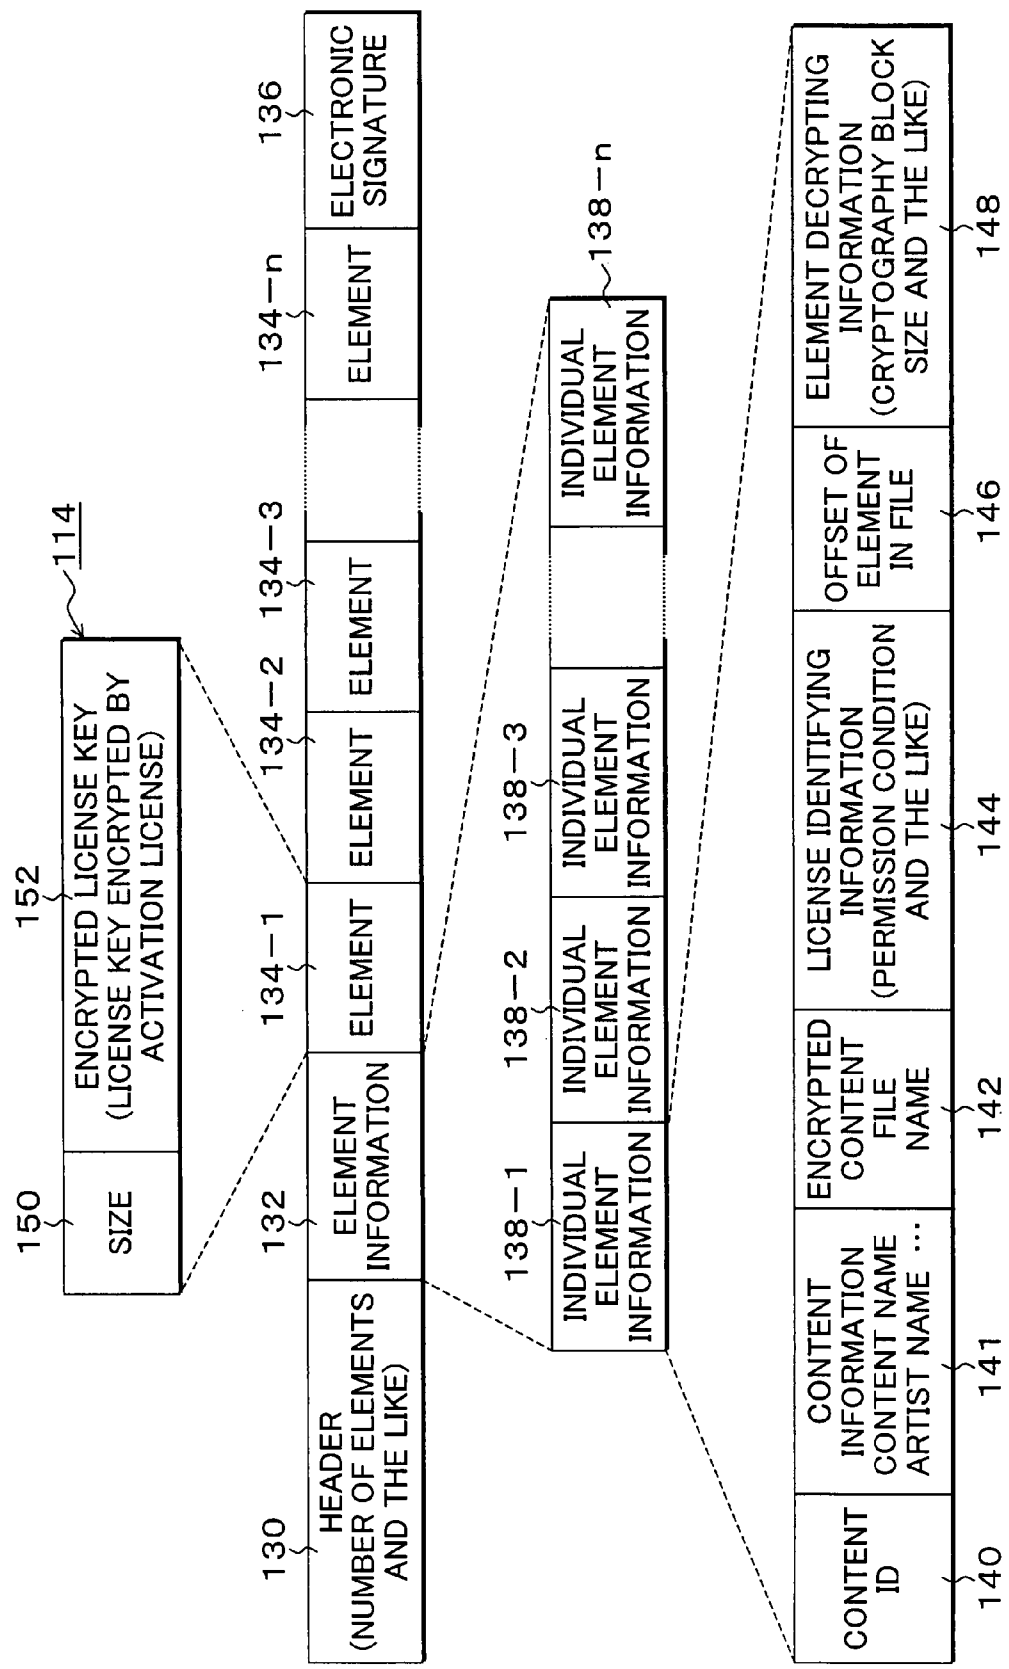 114
150
SIZE
152
ENCRYPTED LICENSE KEY
(LICENSE KEY ENCRYPTED BY
ACTIVATION LICENSE)
130
HEADER
(NUMBER OF ELEMENTS
AND THE LIKE)
132
ELEMENT
INFORMATION
134-1
ELEMENT
134-2
ELEMENT
134-3
ELEMENT
134-n
ELEMENT
136
ELECTRONIC
SIGNATURE
138-1
INDIVIDUAL
ELEMENT
INFORMATION
138-2
INDIVIDUAL
ELEMENT
INFORMATION
138-3
INDIVIDUAL
ELEMENT
INFORMATION
138-n
INDIVIDUAL
ELEMENT
INFORMATION
CONTENT
ID
140
CONTENT
INFORMATION
CONTENT NAME
ARTIST NAME ...
141
ENCRYPTED
CONTENT
FILE
NAME
142
LICENSE IDENTIFYING
INFORMATION
(PERMISSION CONDITION
AND THE LIKE)
144
OFFSET OF
ELEMENT
IN FILE
146
ELEMENT DECRYPTING
INFORMATION
(CRYPTOGRAPHY BLOCK
SIZE AND THE LIKE)
148